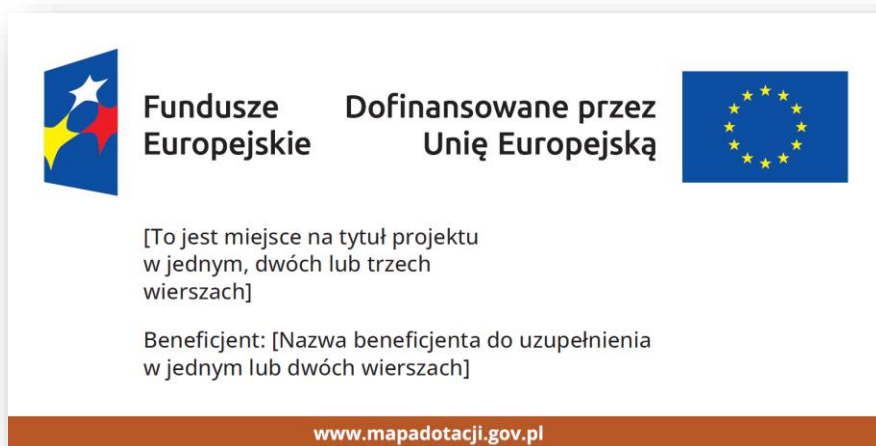 Fundusze
Europejskie
Dofinansowane przez
Unię Europejską
[To jest miejsce na tytuł projektu
w jednym, dwóch lub trzech
wierszach]
Beneficjent: [Nazwa beneficjenta do uzupełnienia
w jednym lub dwóch wierszach]
www.mapadotacji.gov.pl